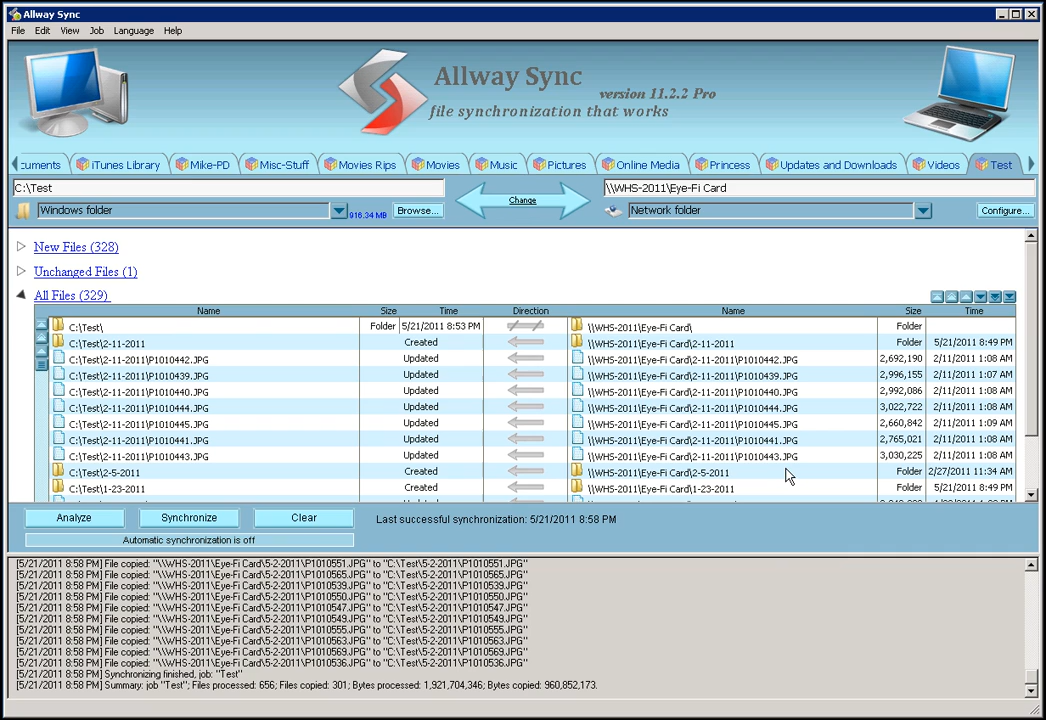 Allway Sync
File Edit View Job Language Help
Allway Sync
version 11.2.2 Pro
file synchronization that works
cuments iTunes Library Mike-PD Misc-Stuff Movies Rips Movies Music Pictures Online Media Princess Updates and Downloads Videos Test
C:\Test \\WHS-2011\Eye-Fi Card
Change
Windows folder 916.34 MB Browse... Network folder Configure...
New Files (328)
Unchanged Files (1)
All Files (329)
Name Size Time Direction Name Size Time
C:\Test\ Folder 5/21/2011 8:53 PM \\WHS-2011\Eye-Fi Card\ Folder
C:\Test\2-11-2011 Created \\WHS-2011\Eye-Fi Card\2-11-2011 Folder 5/21/2011 8:49 PM
C:\Test\2-11-2011\P1010442.JPG Updated \\WHS-2011\Eye-Fi Card\2-11-2011\P1010442.JPG 2,692,190 2/11/2011 1:08 AM
C:\Test\2-11-2011\P1010439.JPG Updated \\WHS-2011\Eye-Fi Card\2-11-2011\P1010439.JPG 2,996,155 2/11/2011 1:07 AM
C:\Test\2-11-2011\P1010440.JPG Updated \\WHS-2011\Eye-Fi Card\2-11-2011\P1010440.JPG 2,992,086 2/11/2011 1:08 AM
C:\Test\2-11-2011\P1010444.JPG Updated \\WHS-2011\Eye-Fi Card\2-11-2011\P1010444.JPG 3,022,722 2/11/2011 1:08 AM
C:\Test\2-11-2011\P1010445.JPG Updated \\WHS-2011\Eye-Fi Card\2-11-2011\P1010445.JPG 2,660,842 2/11/2011 1:09 AM
C:\Test\2-11-2011\P1010441.JPG Updated \\WHS-2011\Eye-Fi Card\2-11-2011\P1010441.JPG 2,765,021 2/11/2011 1:08 AM
C:\Test\2-11-2011\P1010443.JPG Updated \\WHS-2011\Eye-Fi Card\2-11-2011\P1010443.JPG 3,030,225 2/11/2011 1:08 AM
C:\Test\2-5-2011 Created \\WHS-2011\Eye-Fi Card\2-5-2011 Folder 2/27/2011 11:34 AM
C:\Test\1-23-2011 Created \\WHS-2011\Eye-Fi Card\1-23-2011 Folder 5/21/2011 8:49 PM
Analyze Synchronize Clear Last successful synchronization: 5/21/2011 8:58 PM
Automatic synchronization is off
[5/21/2011 8:58 PM] File copied: "\\WHS-2011\Eye-Fi Card\5-2-2011\P1010551.JPG" to "C:\Test\5-2-2011\P1010551.JPG"
[5/21/2011 8:58 PM] File copied: "\\WHS-2011\Eye-Fi Card\5-2-2011\P1010565.JPG" to "C:\Test\5-2-2011\P1010565.JPG"
[5/21/2011 8:58 PM] File copied: "\\WHS-2011\Eye-Fi Card\5-2-2011\P1010539.JPG" to "C:\Test\5-2-2011\P1010539.JPG"
[5/21/2011 8:58 PM] File copied: "\\WHS-2011\Eye-Fi Card\5-2-2011\P1010550.JPG" to "C:\Test\5-2-2011\P1010550.JPG"
[5/21/2011 8:58 PM] File copied: "\\WHS-2011\Eye-Fi Card\5-2-2011\P1010547.JPG" to "C:\Test\5-2-2011\P1010547.JPG"
[5/21/2011 8:58 PM] File copied: "\\WHS-2011\Eye-Fi Card\5-2-2011\P1010549.JPG" to "C:\Test\5-2-2011\P1010549.JPG"
[5/21/2011 8:58 PM] File copied: "\\WHS-2011\Eye-Fi Card\5-2-2011\P1010555.JPG" to "C:\Test\5-2-2011\P1010555.JPG"
[5/21/2011 8:58 PM] File copied: "\\WHS-2011\Eye-Fi Card\5-2-2011\P1010563.JPG" to "C:\Test\5-2-2011\P1010563.JPG"
[5/21/2011 8:58 PM] File copied: "\\WHS-2011\Eye-Fi Card\5-2-2011\P1010569.JPG" to "C:\Test\5-2-2011\P1010569.JPG"
[5/21/2011 8:58 PM] File copied: "\\WHS-2011\Eye-Fi Card\5-2-2011\P1010536.JPG" to "C:\Test\5-2-2011\P1010536.JPG"
[5/21/2011 8:58 PM] Synchronizing finished, job: "Test"
[5/21/2011 8:58 PM] Summary: job "Test"; Files processed: 656; Files copied: 301; Bytes processed: 1,921,704,346; Bytes copied: 960,852,173.